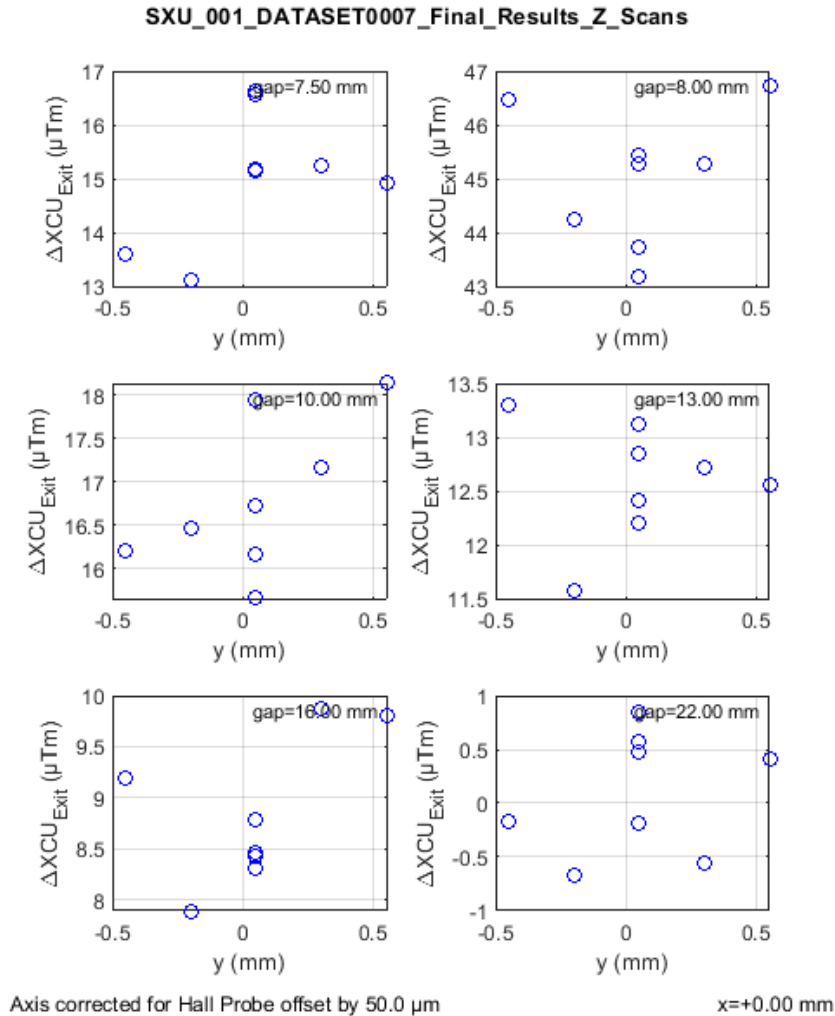 SXU_001_DATASET0007_Final_Results_Z_Scans
17
16
15
14
13
ΔXCU_Exit (µTm)
gap=7.50 mm
-0.5
0
0.5
y (mm)
47
46
45
44
43
ΔXCU_Exit (µTm)
gap=8.00 mm
-0.5
0
0.5
y (mm)
18
17.5
17
16.5
16
ΔXCU_Exit (µTm)
gap=10.00 mm
-0.5
0
0.5
y (mm)
13.5
13
12.5
12
11.5
ΔXCU_Exit (µTm)
gap=13.00 mm
-0.5
0
0.5
y (mm)
10
9.5
9
8.5
8
ΔXCU_Exit (µTm)
gap=16.00 mm
-0.5
0
0.5
y (mm)
1
0.5
0
-0.5
-1
ΔXCU_Exit (µTm)
gap=22.00 mm
-0.5
0
0.5
y (mm)
Axis corrected for Hall Probe offset by 50.0 µm
x=+0.00 mm